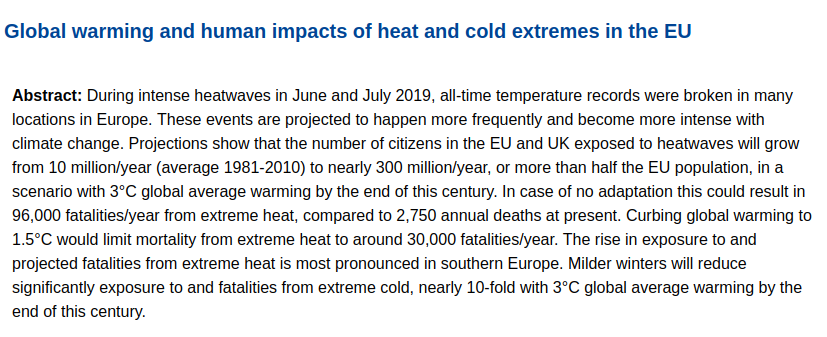 Global warming and human impacts of heat and cold extremes in the EU
Abstract: During intense heatwaves in June and July 2019, all-time temperature records were broken in many
locations in Europe. These events are projected to happen more frequently and become more intense with
climate change. Projections show that the number of citizens in the EU and UK exposed to heatwaves will grow
from 10 million/year (average 1981-2010) to nearly 300 million/year, or more than half the EU population, in a
scenario with 3°C global average warming by the end of this century. In case of no adaptation this could result in
96,000 fatalities/year from extreme heat, compared to 2,750 annual deaths at present. Curbing global warming to
1.5°C would limit mortality from extreme heat to around 30,000 fatalities/year. The rise in exposure to and
projected fatalities from extreme heat is most pronounced in southern Europe. Milder winters will reduce
significantly exposure to and fatalities from extreme cold, nearly 10-fold with 3°C global average warming by the
end of this century.